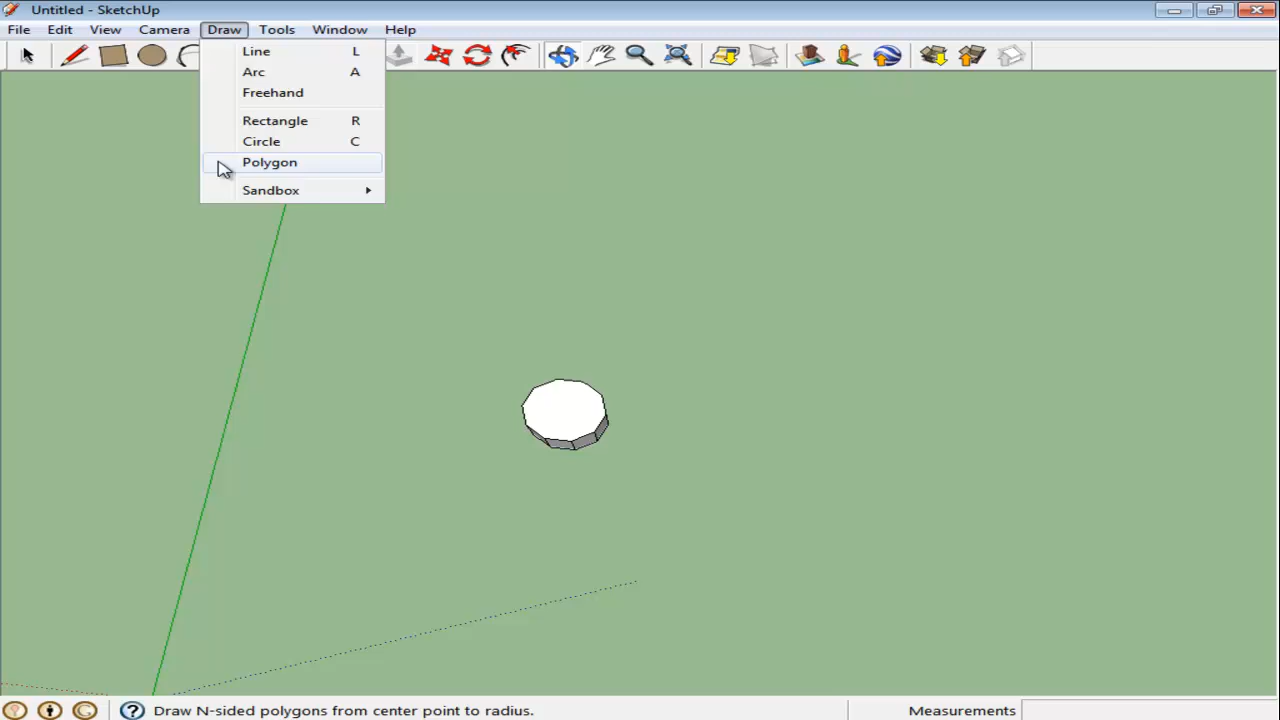 Untitled - SketchUp
File Edit View Camera Draw Tools Window Help
Line L
Arc A
Freehand
Rectangle R
Circle C
Polygon
Sandbox
Draw N-sided polygons from center point to radius. Measurements